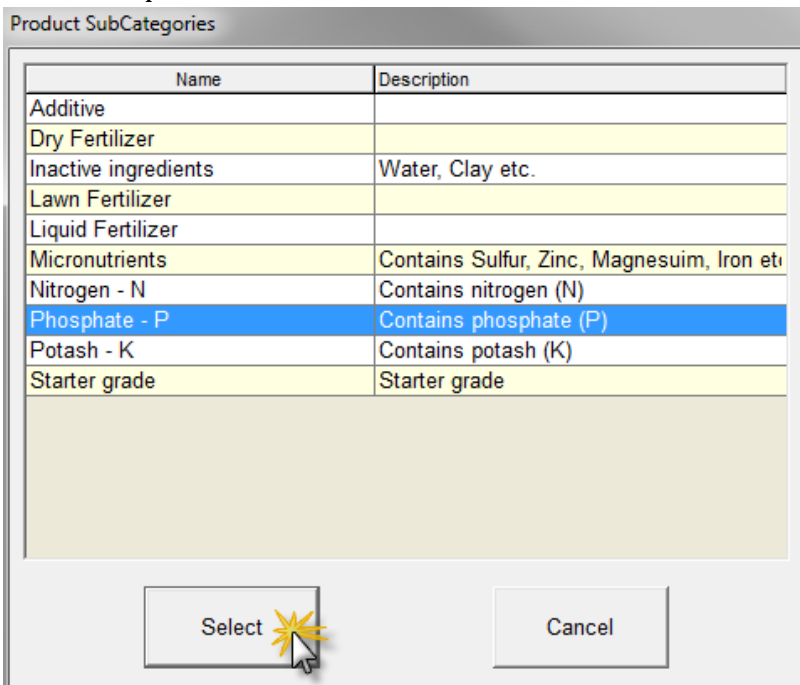 Product SubCategories
Name Description
Additive
Dry Fertilizer
Inactive ingredients Water, Clay etc.
Lawn Fertilizer
Liquid Fertilizer
Micronutrients Contains Sulfur, Zinc, Magnesuim, Iron et
Nitrogen - N Contains nitrogen (N)
Phosphate - P Contains phosphate (P)
Potash - K Contains potash (K)
Starter grade Starter grade
Select Cancel